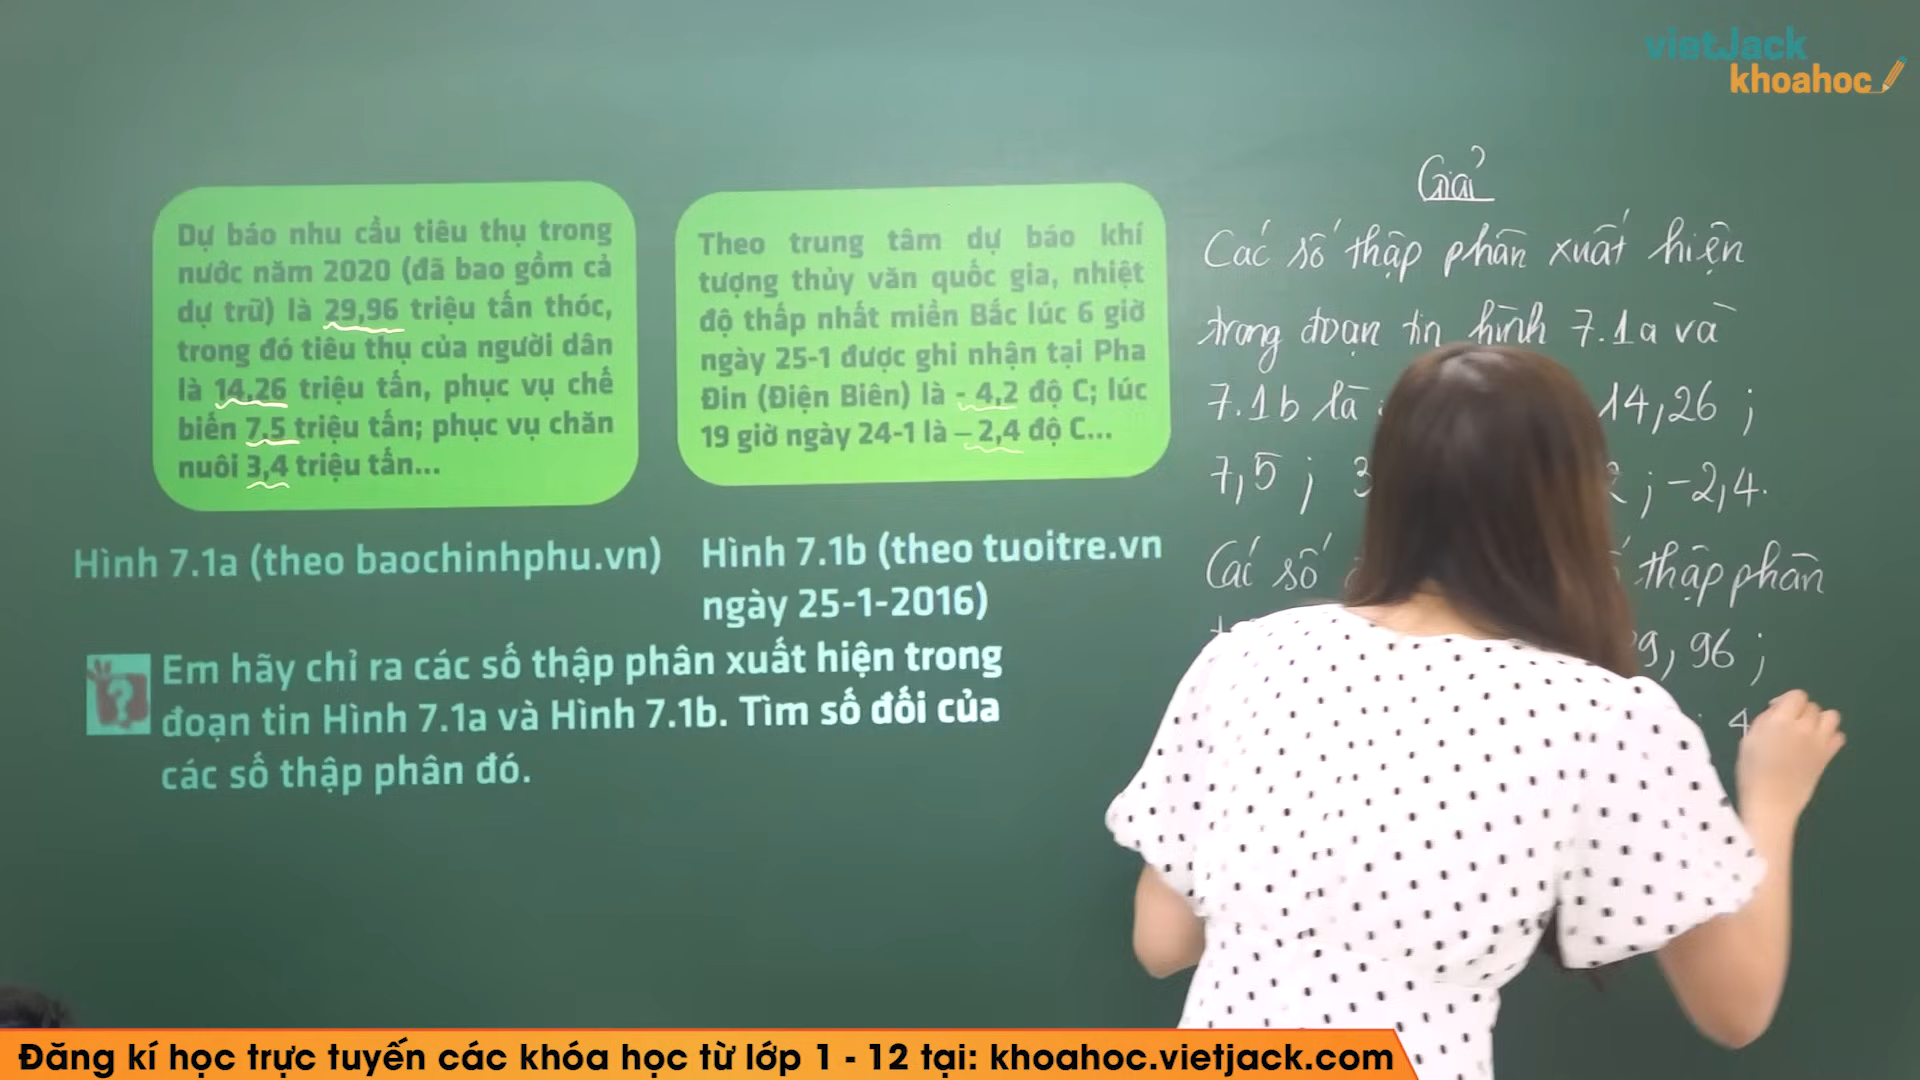 vietJack
khoahoc
Dự báo nhu cầu tiêu thụ trong
nước năm 2020 (đã bao gồm cả
dự trữ) là 29,96 triệu tấn thóc,
trong đó tiêu thụ của người dân
là 14,26 triệu tấn, phục vụ chế
biến 7,5 triệu tấn; phục vụ chăn
nuôi 3,4 triệu tấn...
Hình 7.1a (theo baochinhphu.vn)
Theo trung tâm dự báo khí
tượng thủy văn quốc gia, nhiệt
độ thấp nhất miền Bắc lúc 6 giờ
ngày 25-1 được ghi nhận tại Pha
Đin (Điện Biên) là - 4,2 độ C; lúc
19 giờ ngày 24-1 là – 2,4 độ C...
Hình 7.1b (theo tuoitre.vn
ngày 25-1-2016)
?
Em hãy chỉ ra các số thập phân xuất hiện trong
đoạn tin Hình 7.1a và Hình 7.1b. Tìm số đối của
các số thập phân đó.
Giải
Các số thập phân xuất hiện
trong đoạn tin hình 7.1a và
7.1b là 14,26 ;
7,5 ; 3 2 ; -2,4.
Các số thập phân
9,96 ;
; 4
Đăng kí học trực tuyến các khóa học từ lớp 1 - 12 tại: khoahoc.vietjack.com